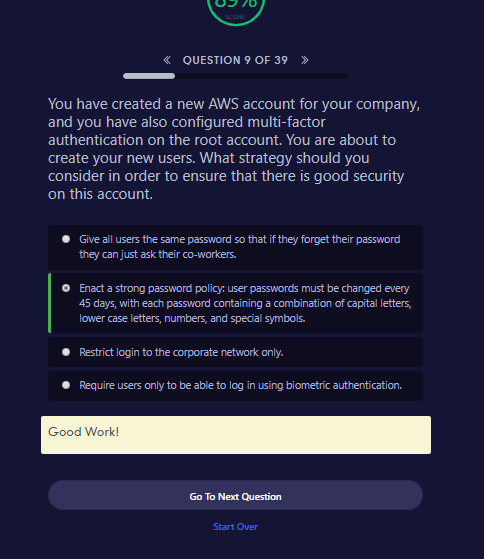 89%
SCORE
« QUESTION 9 OF 39 »
You have created a new AWS account for your company,
and you have also configured multi-factor
authentication on the root account. You are about to
create your new users. What strategy should you
consider in order to ensure that there is good security
on this account.
Give all users the same password so that if they forget their password
they can just ask their co-workers.
Enact a strong password policy: user passwords must be changed every
45 days, with each password containing a combination of capital letters,
lower case letters, numbers, and special symbols.
Restrict login to the corporate network only.
Require users only to be able to log in using biometric authentication.
Good Work!
Go To Next Question
Start Over